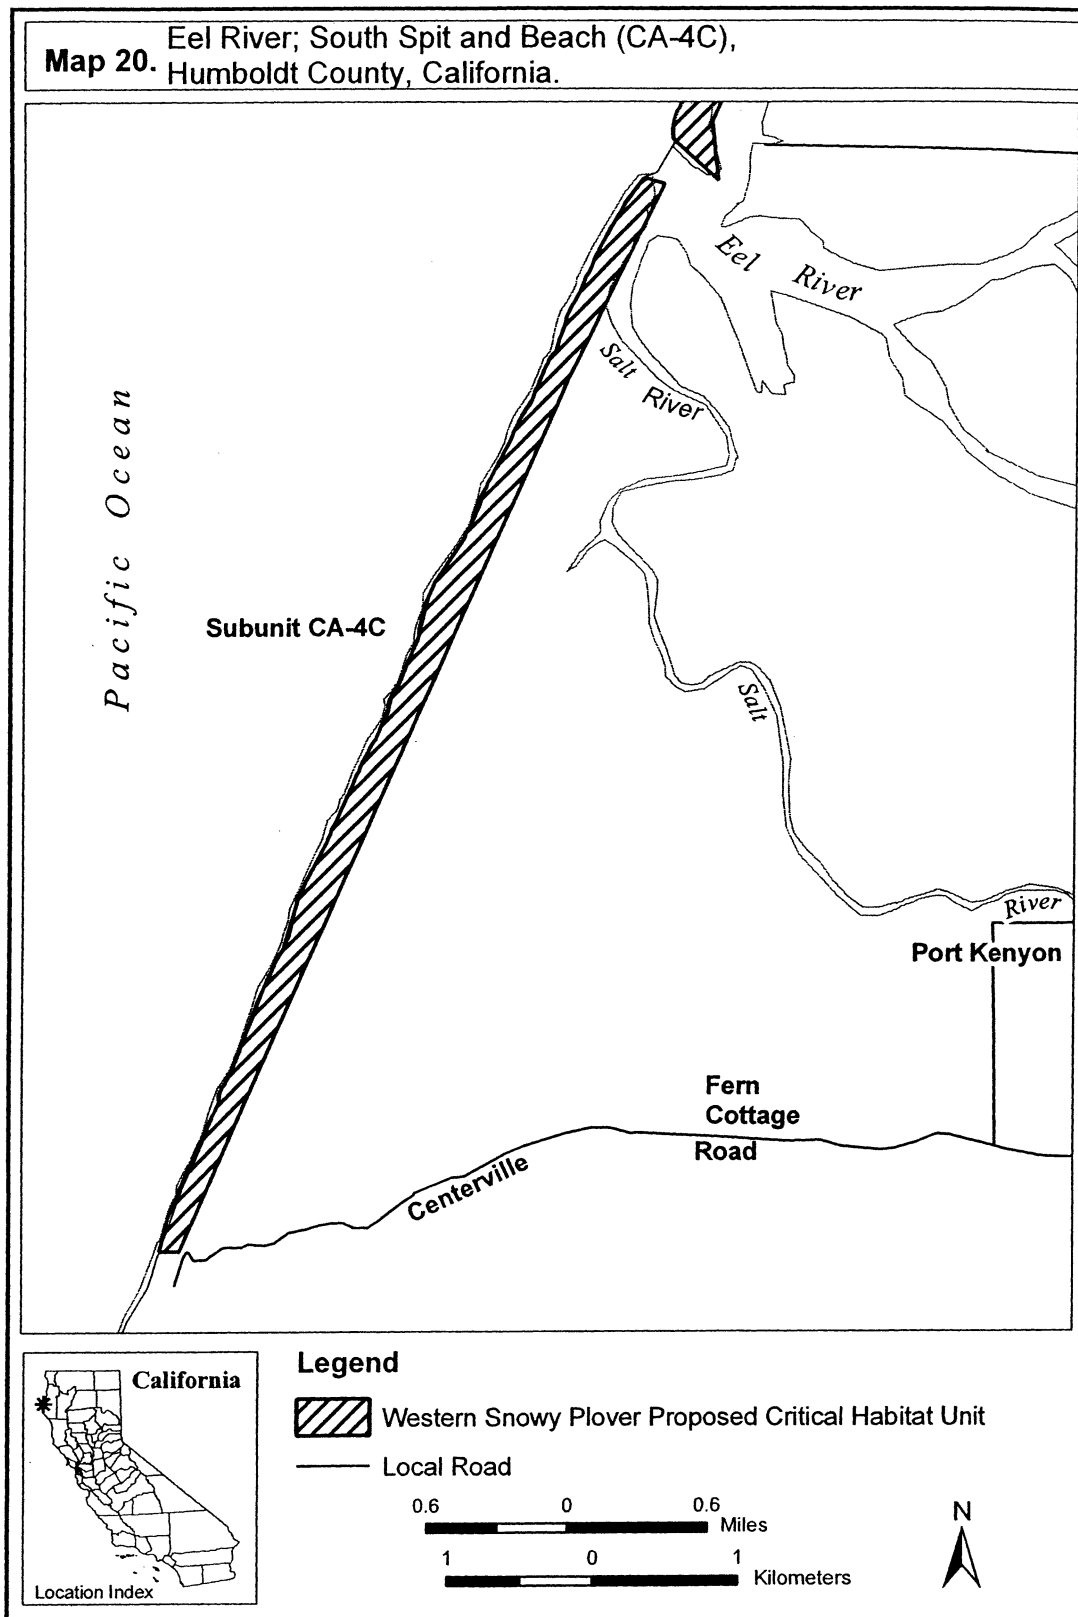 Map 20. Eel River; South Spit and Beach (CA-4C),
Humboldt County, California.
Eel River
Salt River
Pacific Ocean
Subunit CA-4C
Salt
River
Port Kenyon
Fern
Cottage
Road
Centerville
California
Location Index
Legend
Western Snowy Plover Proposed Critical Habitat Unit
Local Road
0.6 0 0.6
Miles
1 0 1
Kilometers
N